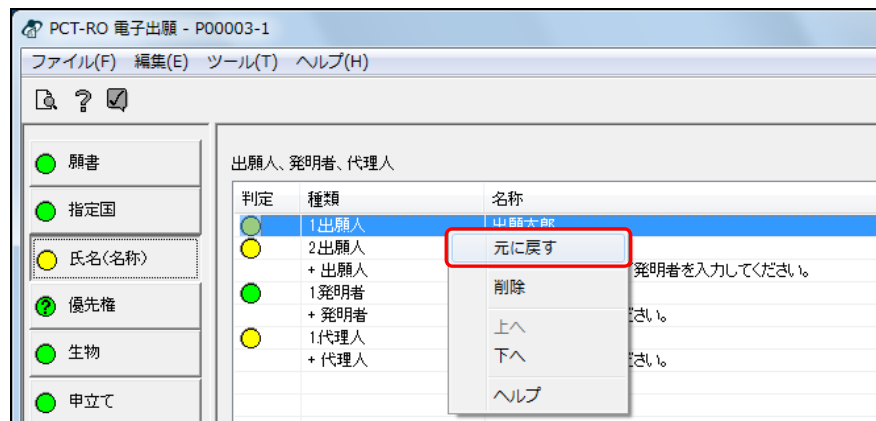 PCT-RO 電子出願 - P00003-1
ファイル(F) 編集(E) ツール(T) ヘルプ(H)
願書
指定国
氏名(名称)
優先権
生物
申立て
出願人、発明者、代理人
判定 種類 名称
1出願人 出願太郎
2出願人
+ 出願人 発明者を入力してください。
1発明者
+ 発明者 ださい。
1代理人
+ 代理人 ださい。
元に戻す
削除
上へ
下へ
ヘルプ